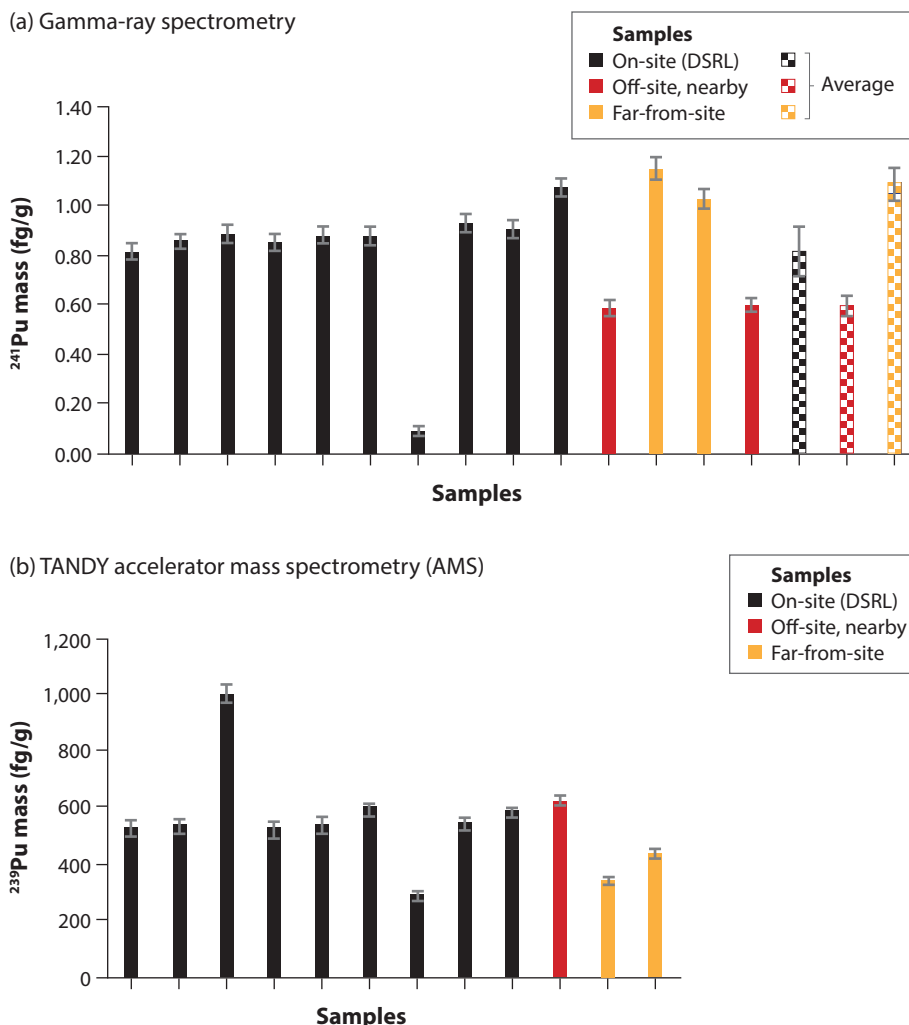 (a) Gamma-ray spectrometry
Samples
On-site (DSRL)
Off-site, nearby
Far-from-site
Average
1.40
1.20
1.00
0.80
0.60
0.40
0.20
0.00
²⁴¹Pu mass (fg/g)
Samples
(b) TANDY accelerator mass spectrometry (AMS)
Samples
On-site (DSRL)
Off-site, nearby
Far-from-site
1,200
1,000
800
600
400
200
0
²³⁹Pu mass (fg/g)
Samples